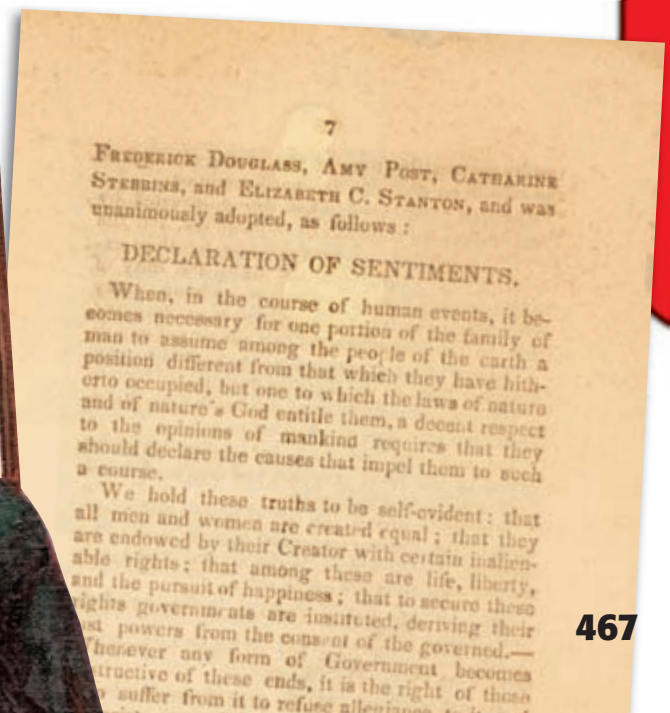 7
FREDERICK DOUGLASS, AMY POST, CATHARINE
STEBBINS, and ELIZABETH C. STANTON, and was
unanimously adopted, as follows :
DECLARATION OF SENTIMENTS.
When, in the course of human events, it be-
comes necessary for one portion of the family of
man to assume among the people of the earth a
position different from that which they have hith-
erto occupied, but one to which the laws of nature
and of nature's God entitle them, a decent respect
to the opinions of mankind requires that they
should declare the causes that impel them to such
a course.
We hold these truths to be self-evident: that
all men and women are created equal; that they
are endowed by their Creator with certain inalien-
able rights; that among these are life, liberty,
and the pursuit of happiness; that to secure these
rights governments are instituted, deriving their
ust powers from the consent of the governed.—
henever any form of Government becomes
tructive of these ends, it is the right of those
suffer from it to refuse allegiance
467